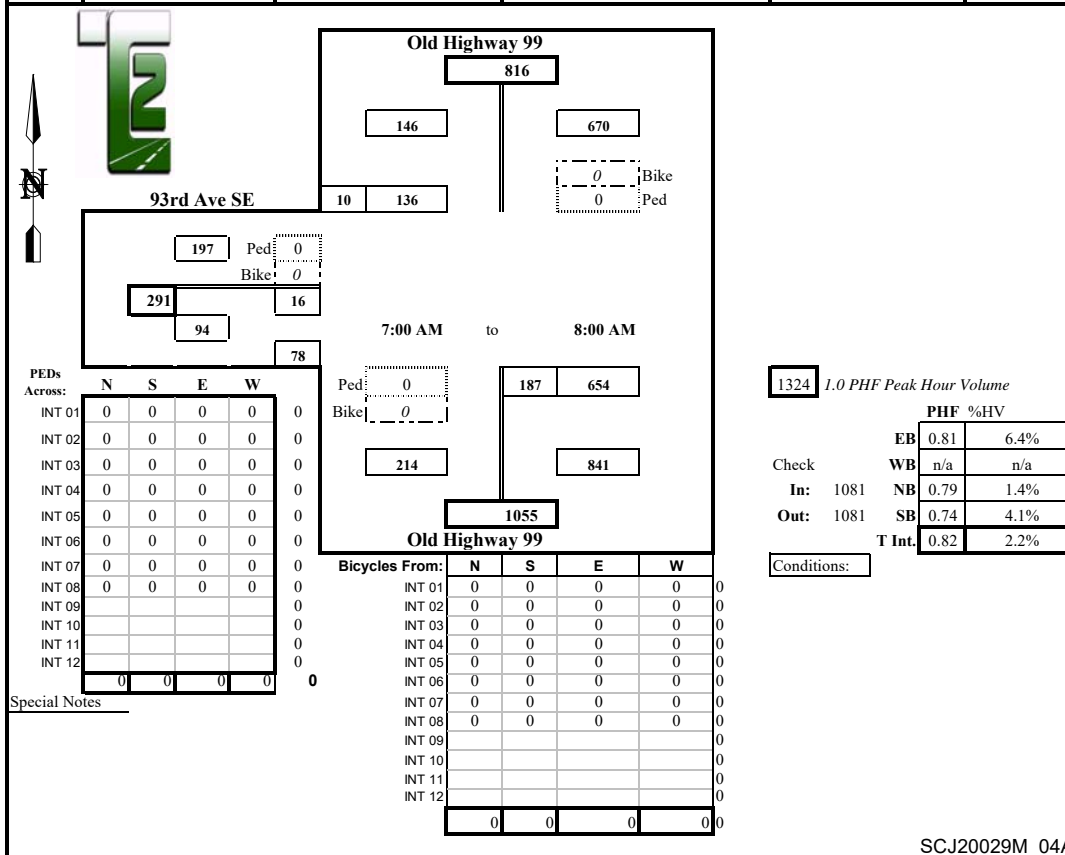 Old Highway 99
816
T2
146 670
0 Bike
N
0 Ped
93rd Ave SE
10 136
197 Ped 0
Bike 0
291 16
94
7:00 AM to 8:00 AM
78
PEDs Across: N S E W
INT 01 0 0 0 0 0
INT 02 0 0 0 0 0
INT 03 0 0 0 0 0
INT 04 0 0 0 0 0
INT 05 0 0 0 0 0
INT 06 0 0 0 0 0
INT 07 0 0 0 0 0
INT 08 0 0 0 0 0
INT 09 0
INT 10 0
INT 11 0
INT 12 0
0 0 0 0 0
Special Notes
Ped 0
187 654
Bike 0
214 841
1055
Old Highway 99
1324 1.0 PHF Peak Hour Volume
PHF %HV
EB 0.81 6.4%
Check WB n/a n/a
In: 1081 NB 0.79 1.4%
Out: 1081 SB 0.74 4.1%
T Int. 0.82 2.2%
Conditions:
Bicycles From: N S E W
INT 01 0 0 0 0 0
INT 02 0 0 0 0 0
INT 03 0 0 0 0 0
INT 04 0 0 0 0 0
INT 05 0 0 0 0 0
INT 06 0 0 0 0 0
INT 07 0 0 0 0 0
INT 08 0 0 0 0 0
INT 09 0
INT 10 0
INT 11 0
INT 12 0
0 0 0 0 0